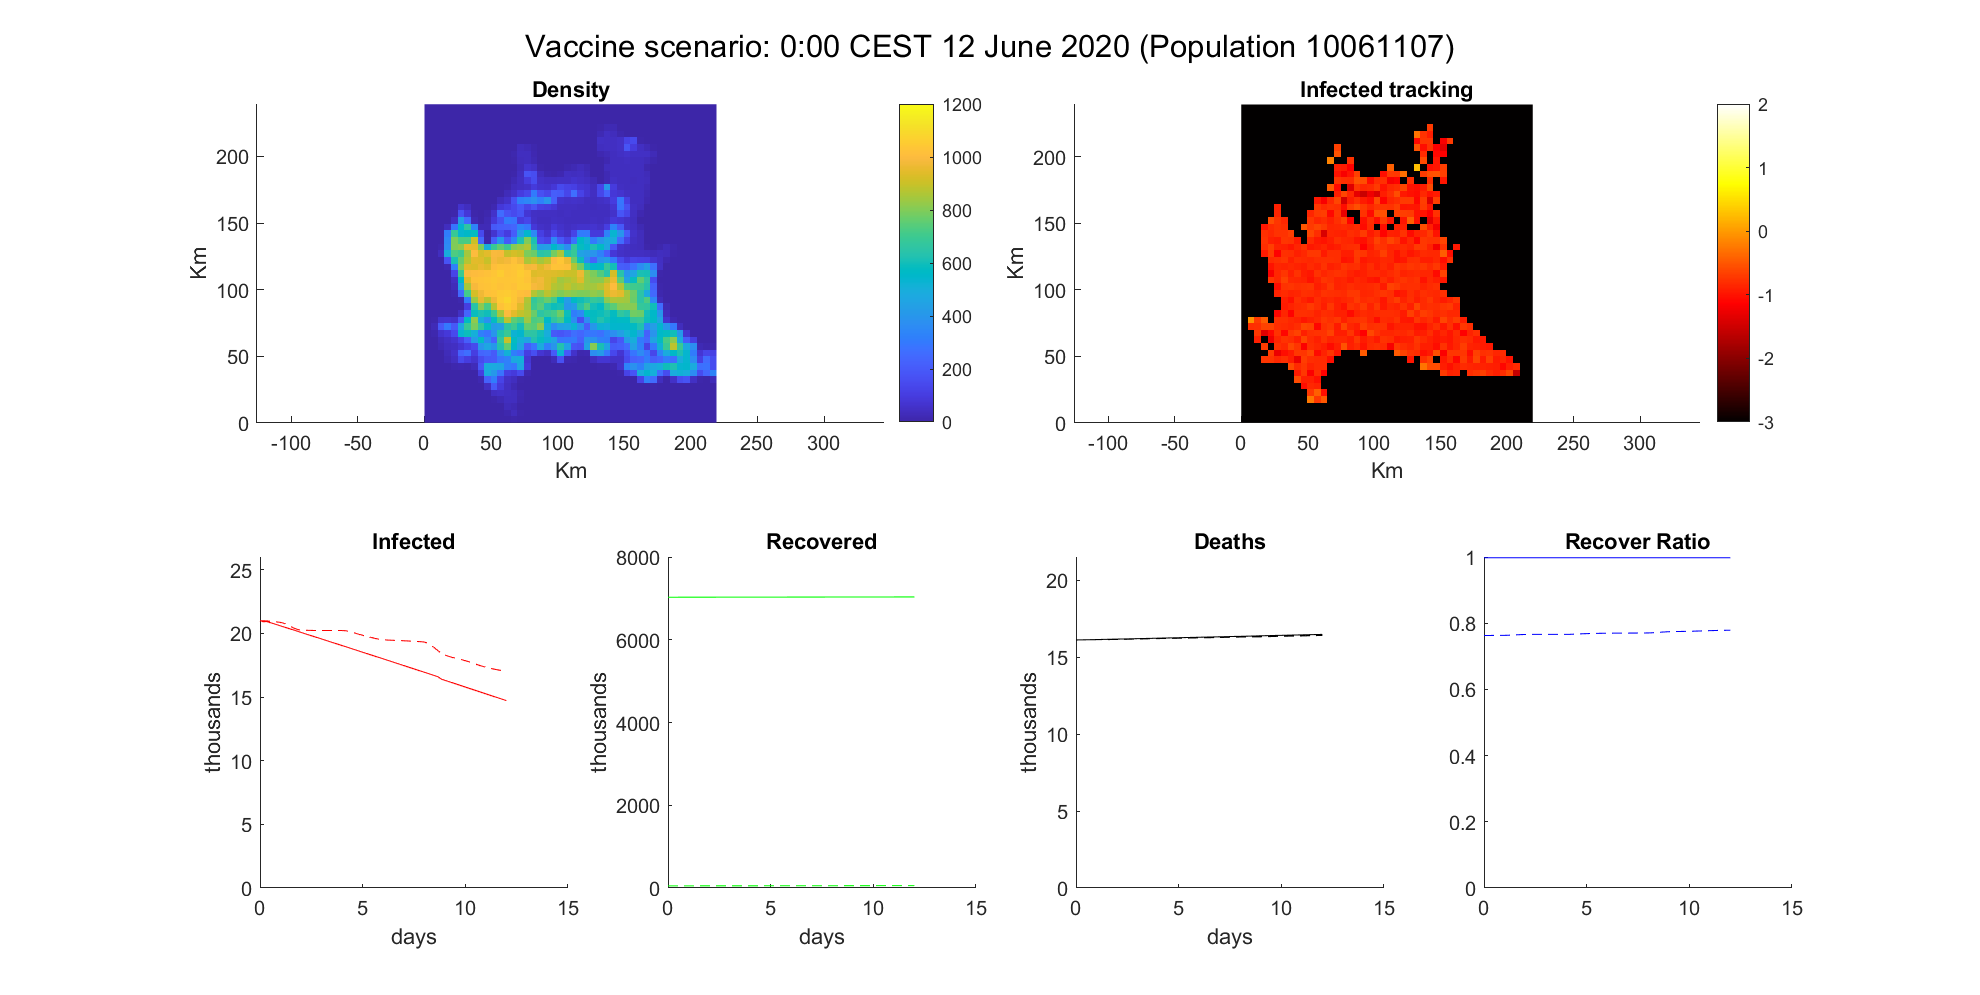 Vaccine scenario: 0:00 CEST 12 June 2020 (Population 10061107)
Density
Km
200
150
100
50
0
-100 -50 0 50 100 150 200 250 300
Km
1200
1000
800
600
400
200
0
Infected tracking
Km
200
150
100
50
0
-100 -50 0 50 100 150 200 250 300
Km
2
1
0
-1
-2
-3
Infected
thousands
25
20
15
10
5
0
0 5 10 15
days
Recovered
thousands
8000
6000
4000
2000
0
0 5 10 15
days
Deaths
thousands
20
15
10
5
0
0 5 10 15
days
Recover Ratio
1
0.8
0.6
0.4
0.2
0
0 5 10 15